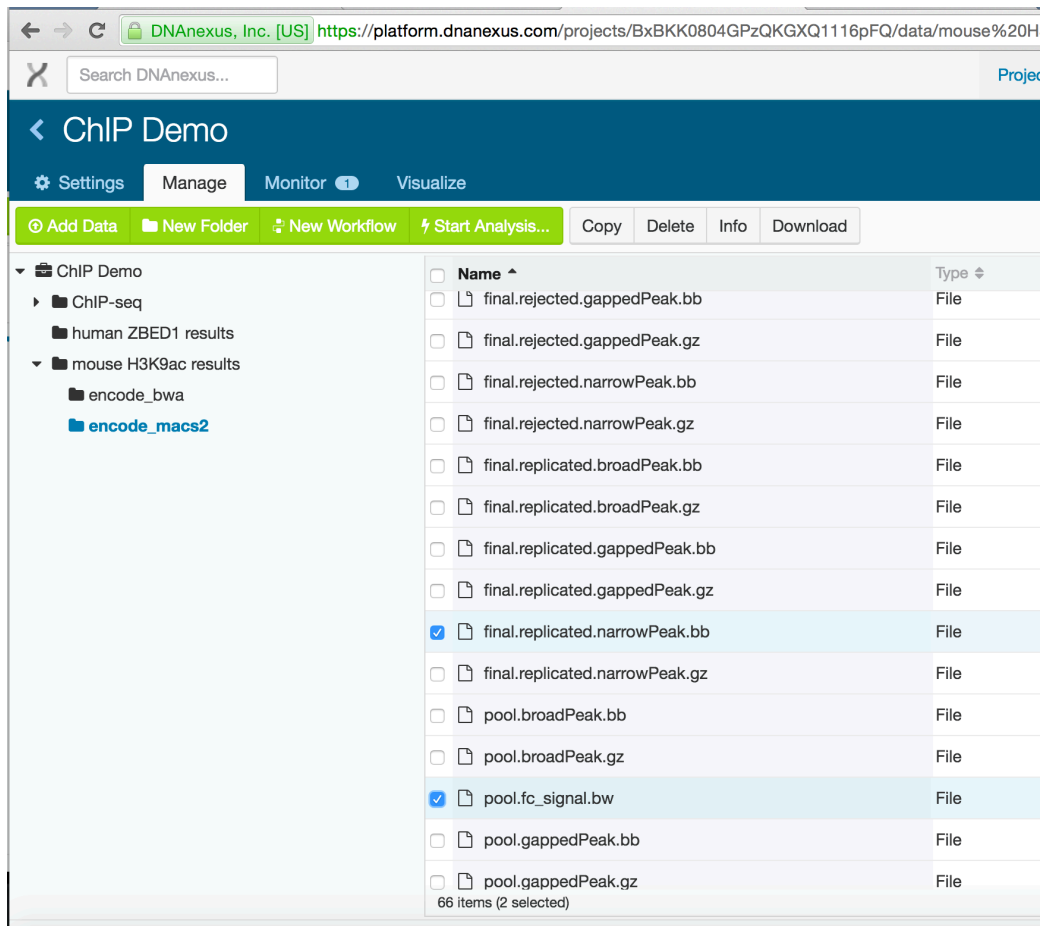 DNAnexus, Inc. [US] https://platform.dnanexus.com/projects/BxBKK0804GPzQKGXQ1116pFQ/data/mouse%20H
Search DNAnexus...
ChIP Demo
Settings Manage Monitor 1 Visualize
Add Data New Folder New Workflow Start Analysis... Copy Delete Info Download
ChIP Demo
ChIP-seq
human ZBED1 results
mouse H3K9ac results
encode_bwa
encode_macs2
Name Type
final.rejected.gappedPeak.bb File
final.rejected.gappedPeak.gz File
final.rejected.narrowPeak.bb File
final.rejected.narrowPeak.gz File
final.replicated.broadPeak.bb File
final.replicated.broadPeak.gz File
final.replicated.gappedPeak.bb File
final.replicated.gappedPeak.gz File
final.replicated.narrowPeak.bb File
final.replicated.narrowPeak.gz File
pool.broadPeak.bb File
pool.broadPeak.gz File
pool.fc_signal.bw File
pool.gappedPeak.bb File
pool.gappedPeak.gz File
66 items (2 selected)